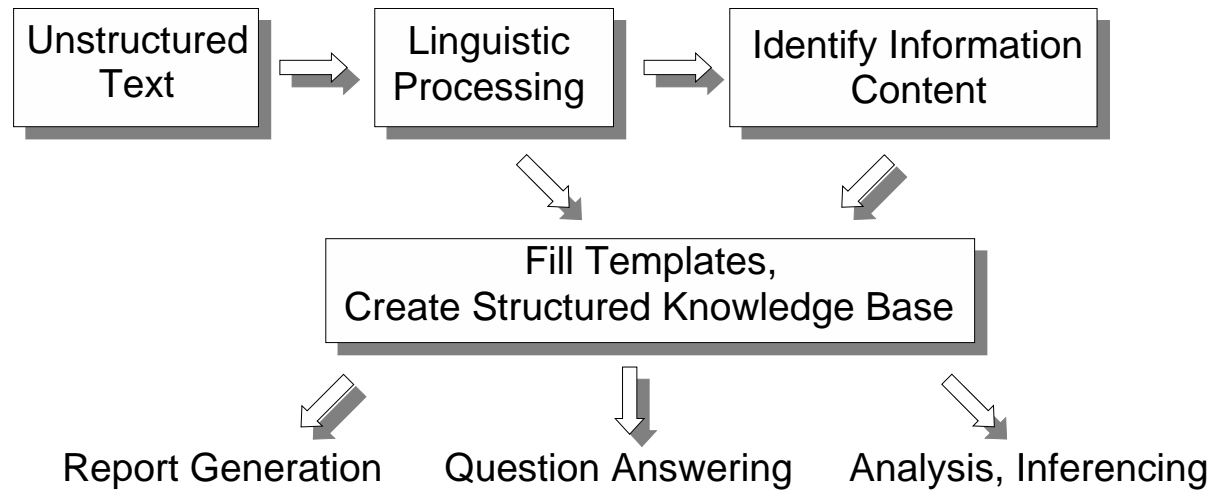 Unstructured
Text
Linguistic
Processing
Identify Information
Content
Fill Templates,
Create Structured Knowledge Base
Report Generation
Question Answering
Analysis, Inferencing